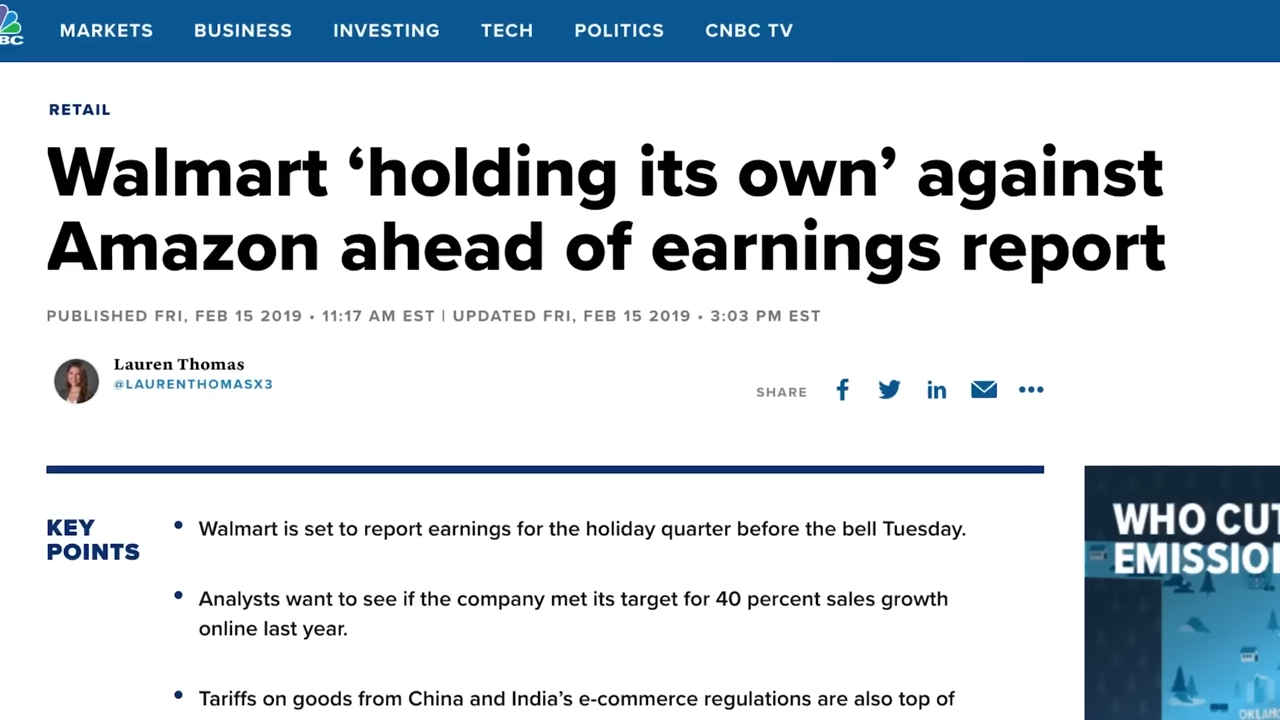 BC MARKETS BUSINESS INVESTING TECH POLITICS CNBC TV
RETAIL
Walmart ‘holding its own’ against
Amazon ahead of earnings report
PUBLISHED FRI, FEB 15 2019 • 11:17 AM EST | UPDATED FRI, FEB 15 2019 • 3:03 PM EST
Lauren Thomas
@LAURENTHOMASX3
SHARE
KEY
POINTS
• Walmart is set to report earnings for the holiday quarter before the bell Tuesday.
• Analysts want to see if the company met its target for 40 percent sales growth
online last year.
• Tariffs on goods from China and India’s e-commerce regulations are also top of
WHO CUT
EMISSION
OKLAH